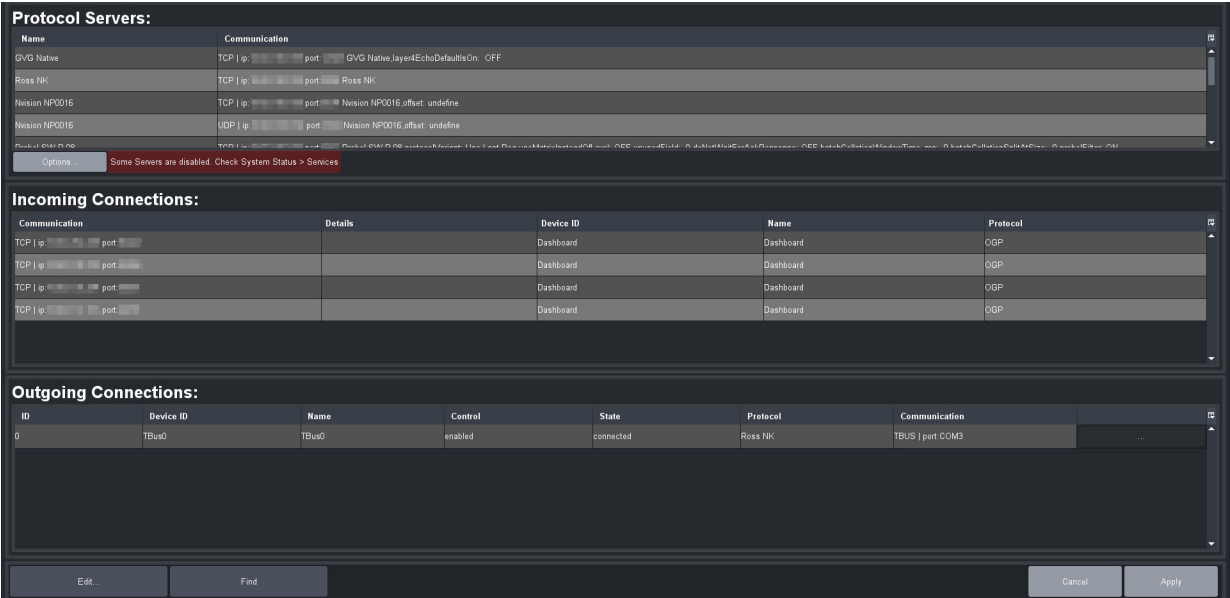 Protocol Servers:
Name Communication
GVG Native TCP | ip: port: GVG Native,layer4EchoDefaultIsOn: OFF
Ross NK TCP | ip: port: Ross NK
Nvision NP0016 TCP | ip: port: Nvision NP0016,offset: undefine
Nvision NP0016 UDP | ip: port: Nvision NP0016,offset: undefine
Options... Some Servers are disabled. Check System Status > Services
Incoming Connections:
Communication Details Device ID Name Protocol
TCP | ip: port: Dashboard Dashboard OGP
TCP | ip: port: Dashboard Dashboard OGP
TCP | ip: port: Dashboard Dashboard OGP
TCP | ip: port: Dashboard Dashboard OGP
Outgoing Connections:
ID Device ID Name Control State Protocol Communication
0 TBus0 TBus0 enabled connected Ross NK TBUS | port:COM3 ...
Edit... Find Cancel Apply